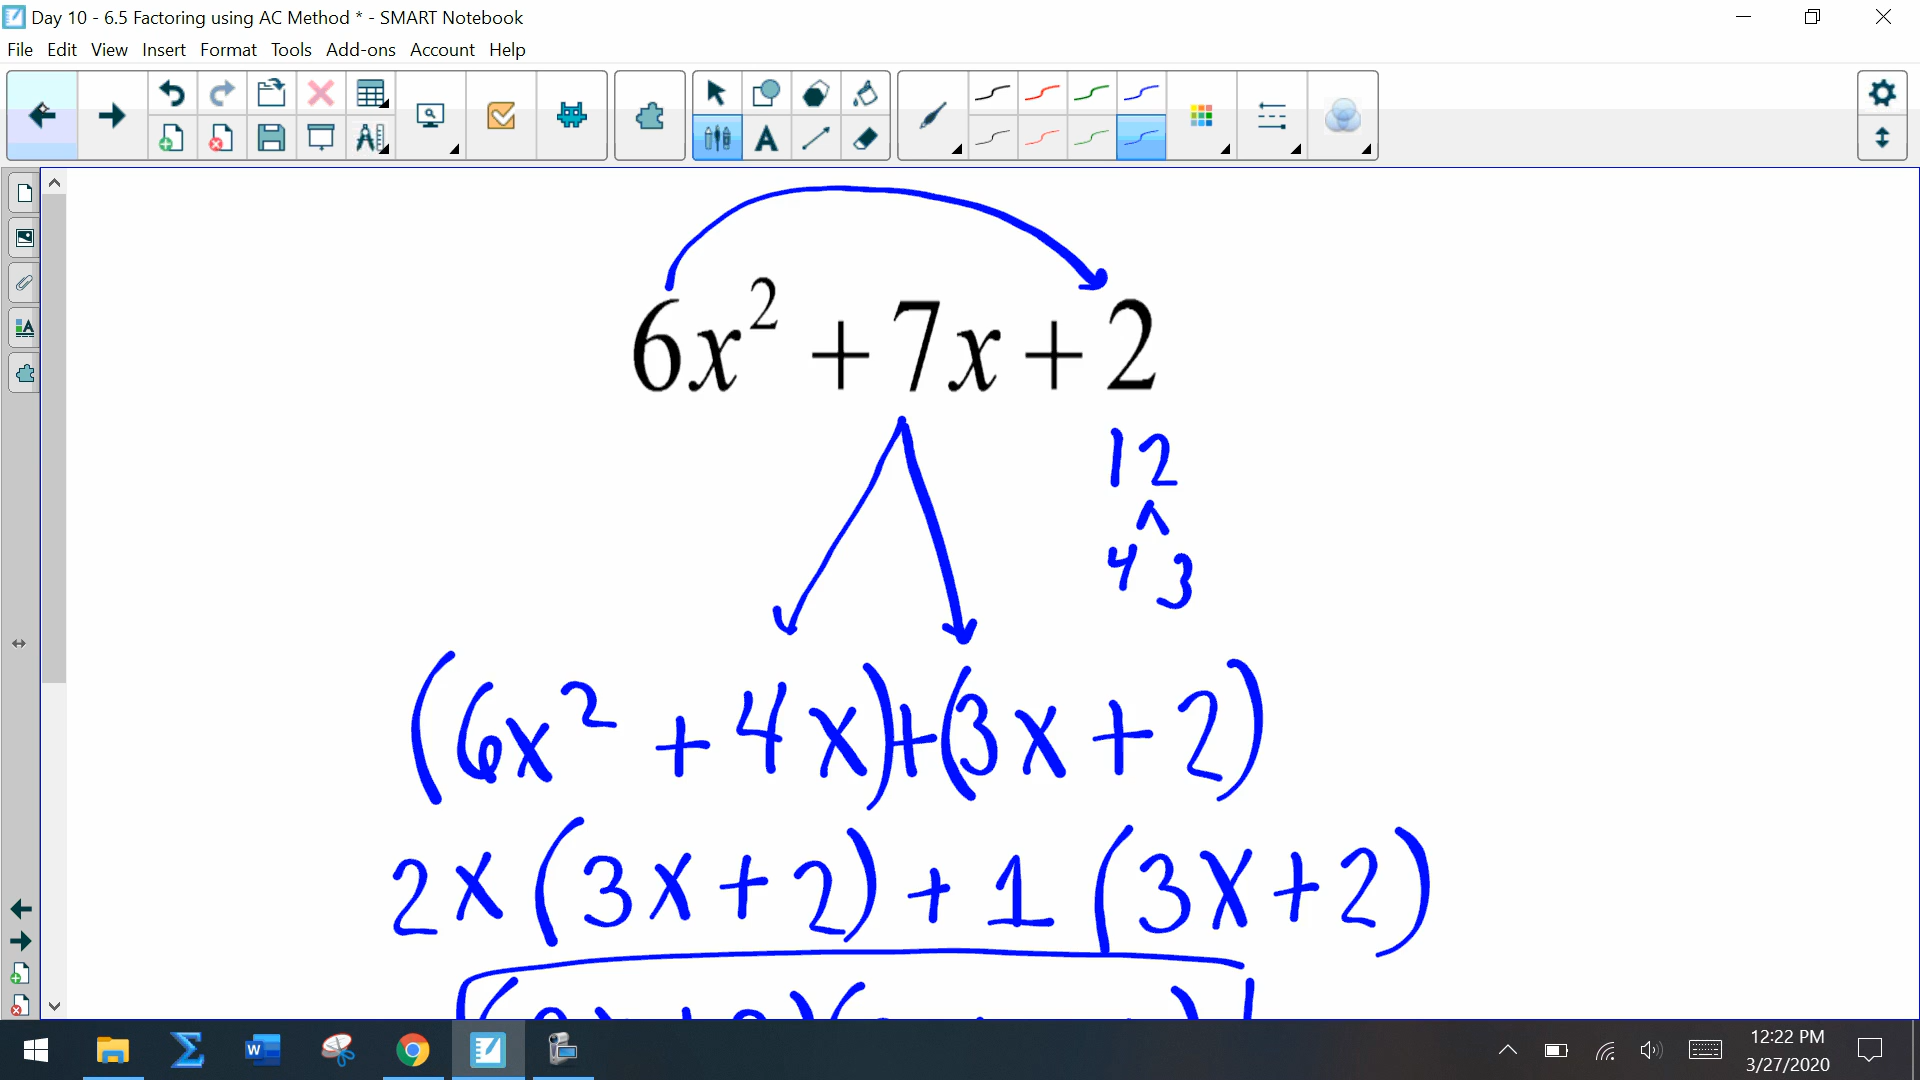 Day 10 - 6.5 Factoring using AC Method * - SMART Notebook
File Edit View Insert Format Tools Add-ons Account Help
6x² + 7x + 2
12
4 3
(6x² + 4x)+(3x + 2)
2x (3x+2) + 1 (3x+2)
12:22 PM
3/27/2020